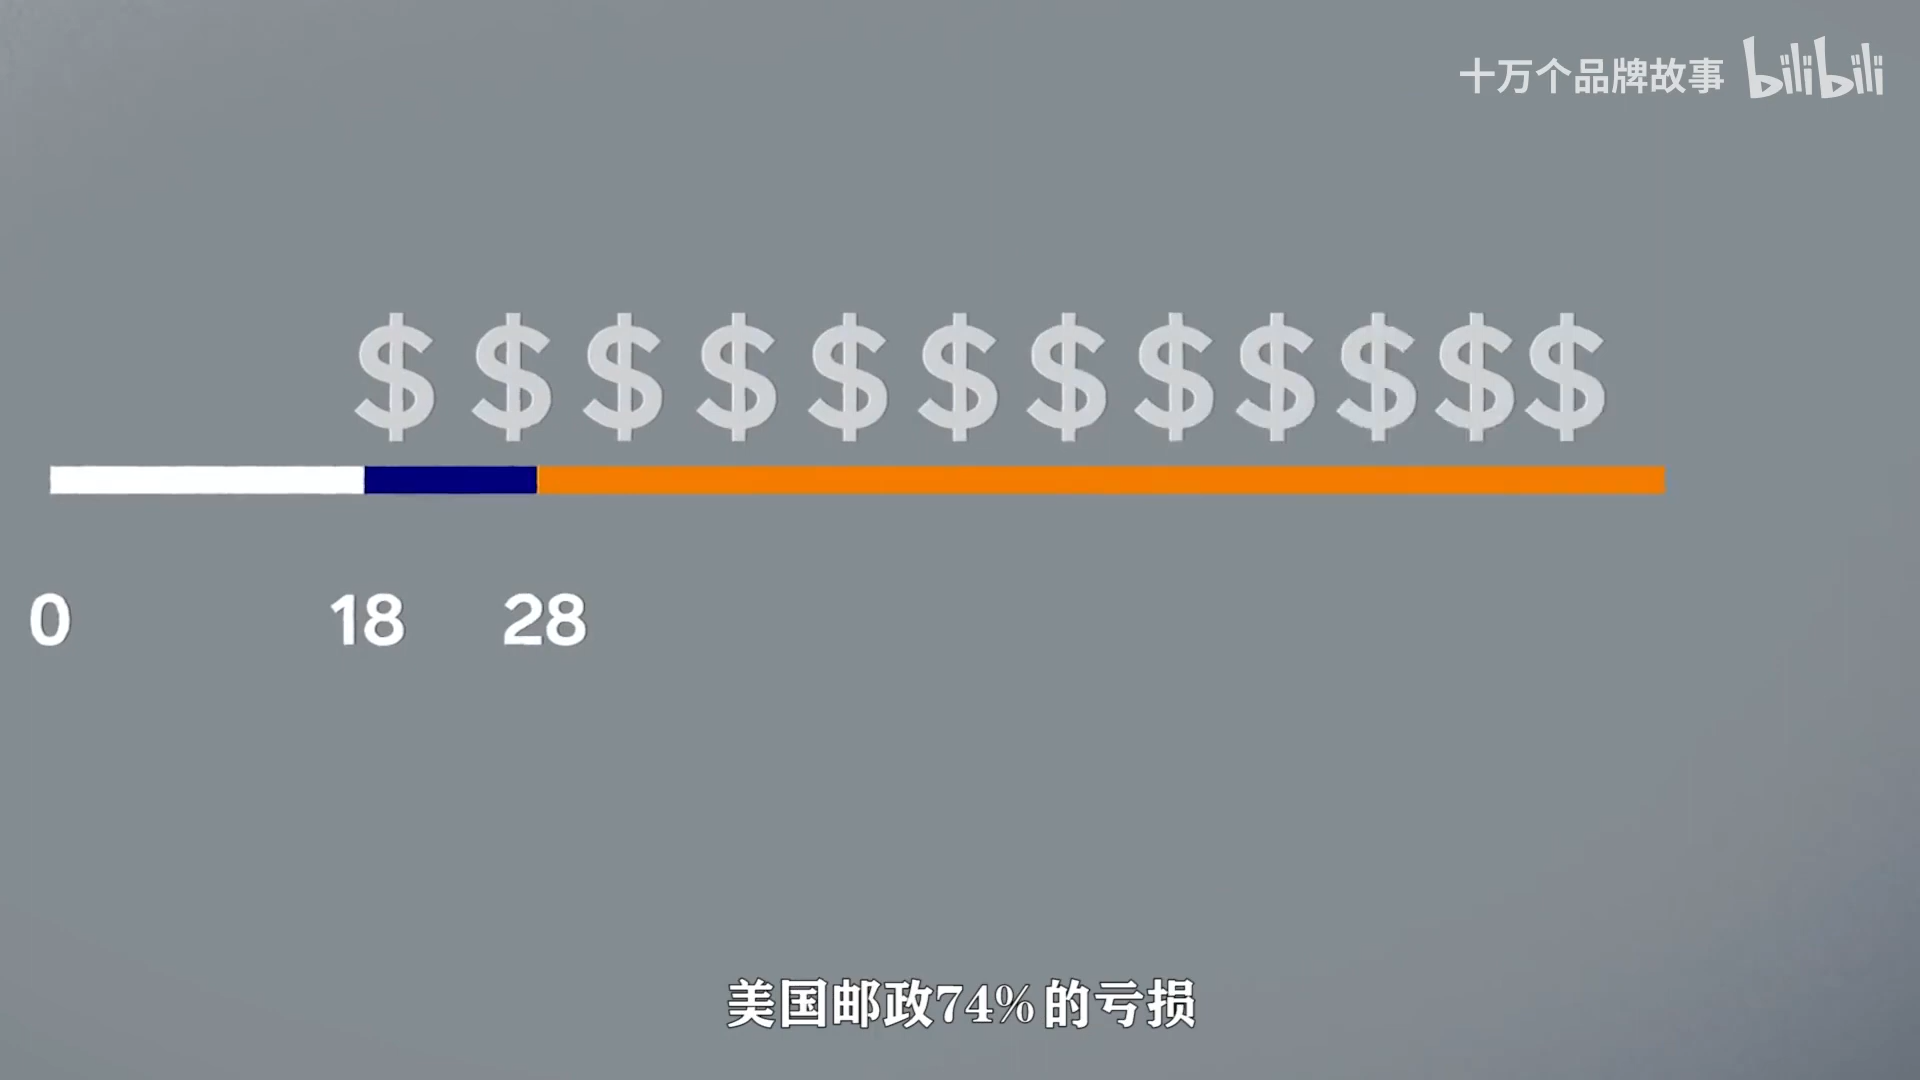 十万个品牌故事 bilibili
$ $ $ $ $ $ $ $ $ $ $ $
0 18 28
美国邮政74%的亏损